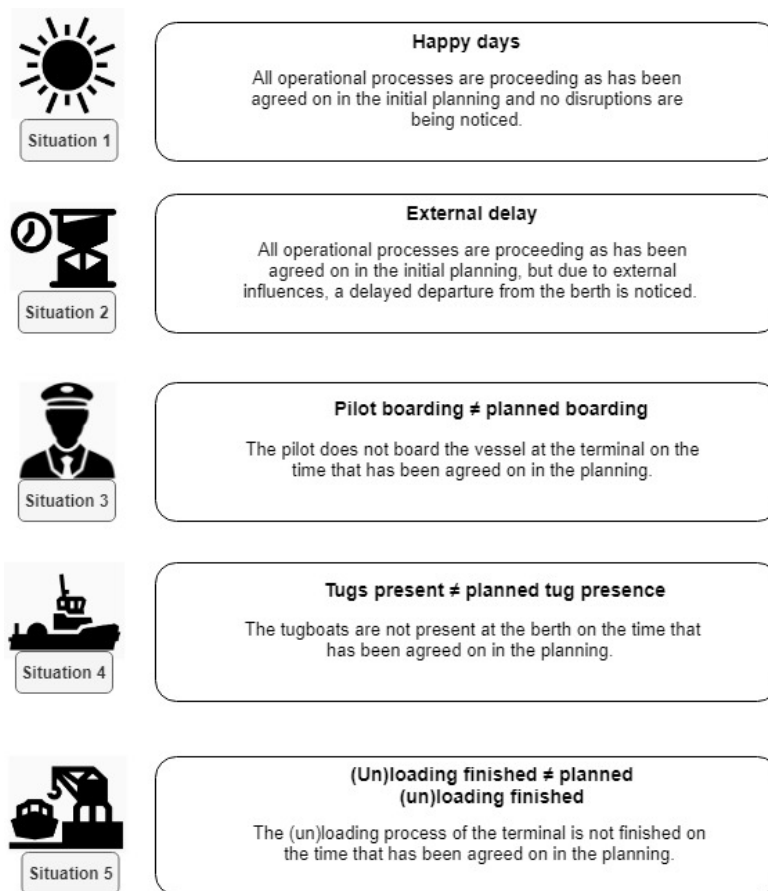 Happy days
All operational processes are proceeding as has been
agreed on in the initial planning and no disruptions are
being noticed.
Situation 1
External delay
All operational processes are proceeding as has been
agreed on in the initial planning, but due to external
influences, a delayed departure from the berth is noticed.
Situation 2
Pilot boarding ≠ planned boarding
The pilot does not board the vessel at the terminal on the
time that has been agreed on in the planning.
Situation 3
Tugs present ≠ planned tug presence
The tugboats are not present at the berth on the time that
has been agreed on in the planning.
Situation 4
(Un)loading finished ≠ planned
(un)loading finished
The (un)loading process of the terminal is not finished on
the time that has been agreed on in the planning.
Situation 5